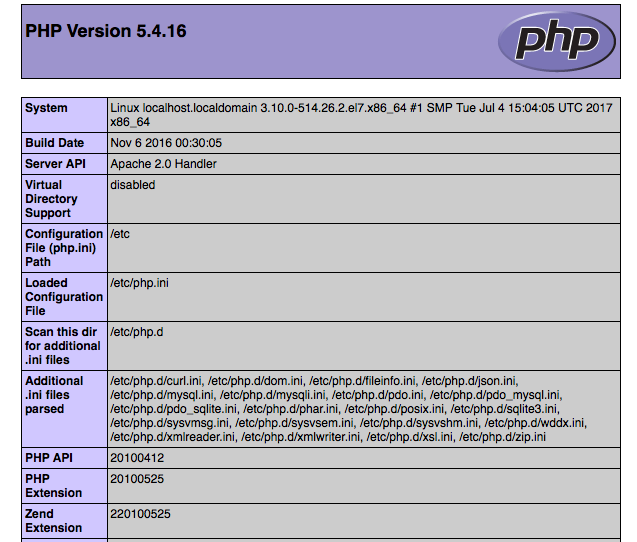 PHP Version 5.4.16
php
System
Linux localhost.localdomain 3.10.0-514.26.2.el7.x86_64 #1 SMP Tue Jul 4 15:04:05 UTC 2017
x86_64
Build Date
Nov 6 2016 00:30:05
Server API
Apache 2.0 Handler
Virtual
Directory
Support
disabled
Configuration
File (php.ini)
Path
/etc
Loaded
Configuration
File
/etc/php.ini
Scan this dir
for additional
.ini files
/etc/php.d
Additional
.ini files
parsed
/etc/php.d/curl.ini, /etc/php.d/dom.ini, /etc/php.d/fileinfo.ini, /etc/php.d/json.ini,
/etc/php.d/mysql.ini, /etc/php.d/mysqli.ini, /etc/php.d/pdo.ini, /etc/php.d/pdo_mysql.ini,
/etc/php.d/pdo_sqlite.ini, /etc/php.d/phar.ini, /etc/php.d/posix.ini, /etc/php.d/sqlite3.ini,
/etc/php.d/sysvmsg.ini, /etc/php.d/sysvsem.ini, /etc/php.d/sysvshm.ini, /etc/php.d/wddx.ini,
/etc/php.d/xmlreader.ini, /etc/php.d/xmlwriter.ini, /etc/php.d/xsl.ini, /etc/php.d/zip.ini
PHP API
20100412
PHP
Extension
20100525
Zend
Extension
220100525